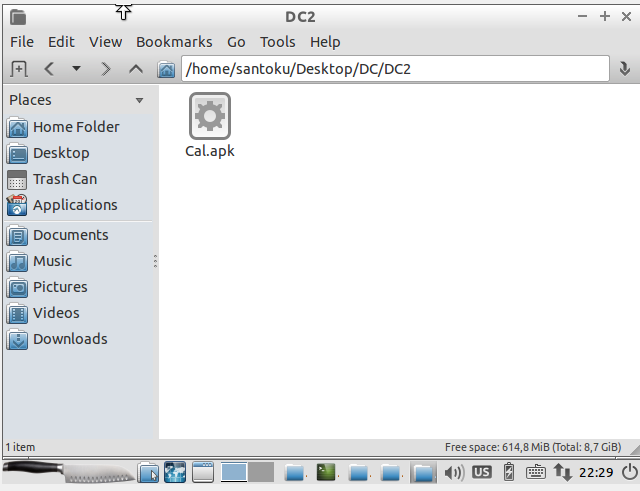 DC2
File Edit View Bookmarks Go Tools Help
/home/santoku/Desktop/DC/DC2
Places
Home Folder
Desktop
Trash Can
Applications
Documents
Music
Pictures
Videos
Downloads
Cal.apk
1 item
Free space: 614,8 MiB (Total: 8,7 GiB)
US
22:29